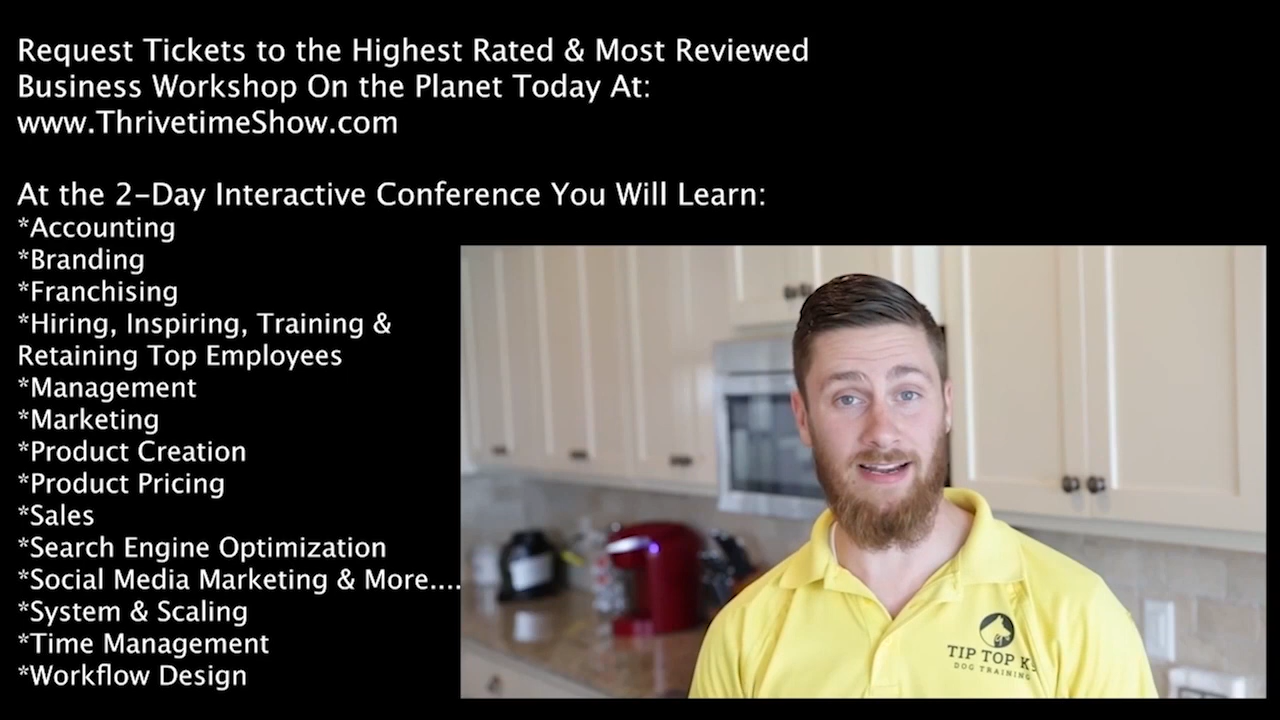 Request Tickets to the Highest Rated & Most Reviewed
Business Workshop On the Planet Today At:
www.ThrivetimeShow.com
At the 2-Day Interactive Conference You Will Learn:
*Accounting
*Branding
*Franchising
*Hiring, Inspiring, Training &
Retaining Top Employees
*Management
*Marketing
*Product Creation
*Product Pricing
*Sales
*Search Engine Optimization
*Social Media Marketing & More....
*System & Scaling
*Time Management
*Workflow Design
TIP TOP K9
DOG TRAINING